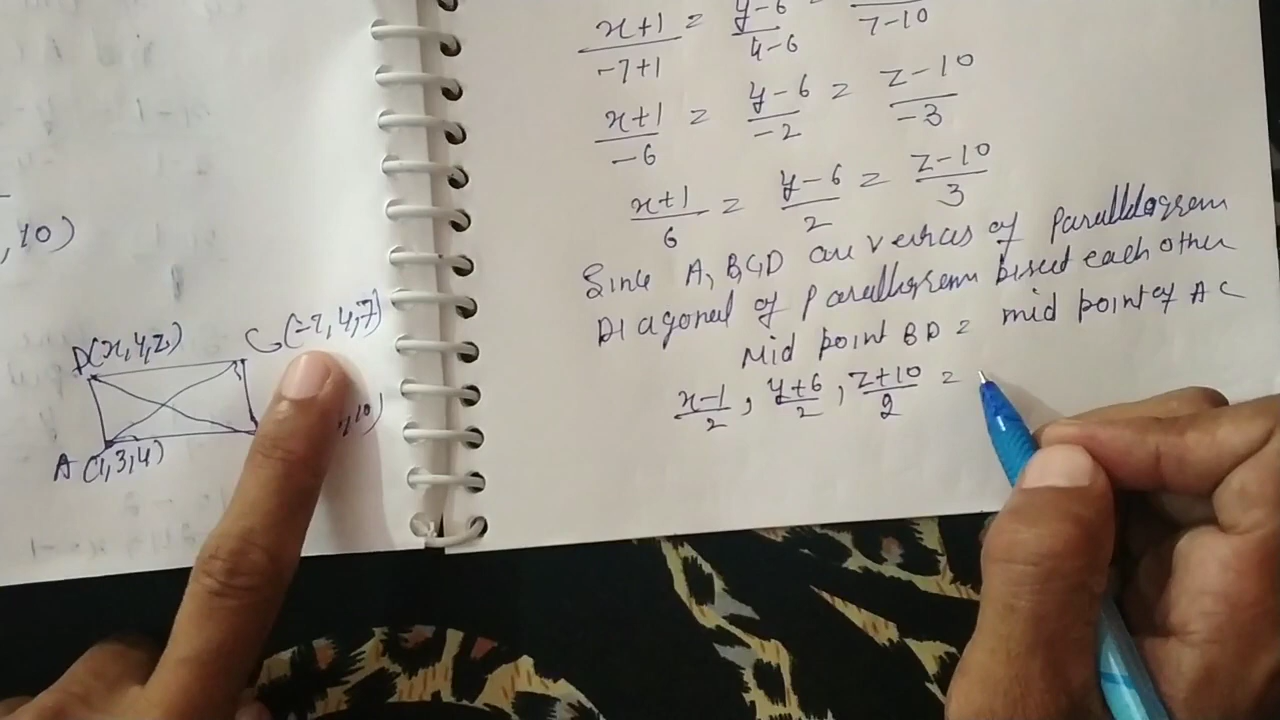 , 10)
D(x, y, z)
C(-7, 4, 7)
, 10)
A (1, 3, 4)
x+1 / -7+1 = y-6 / 4-6 = / 7-10
x+1 / -6 = y-6 / -2 = z-10 / -3
x+1 / 6 = y-6 / 2 = z-10 / 3
Since A, B, C, D are vertices of Parallelogram
Diagonal of Parallelogram bisect each other
Mid point BD = mid point of AC
x-1 / 2 , y+6 / 2 , z+10 / 2 =